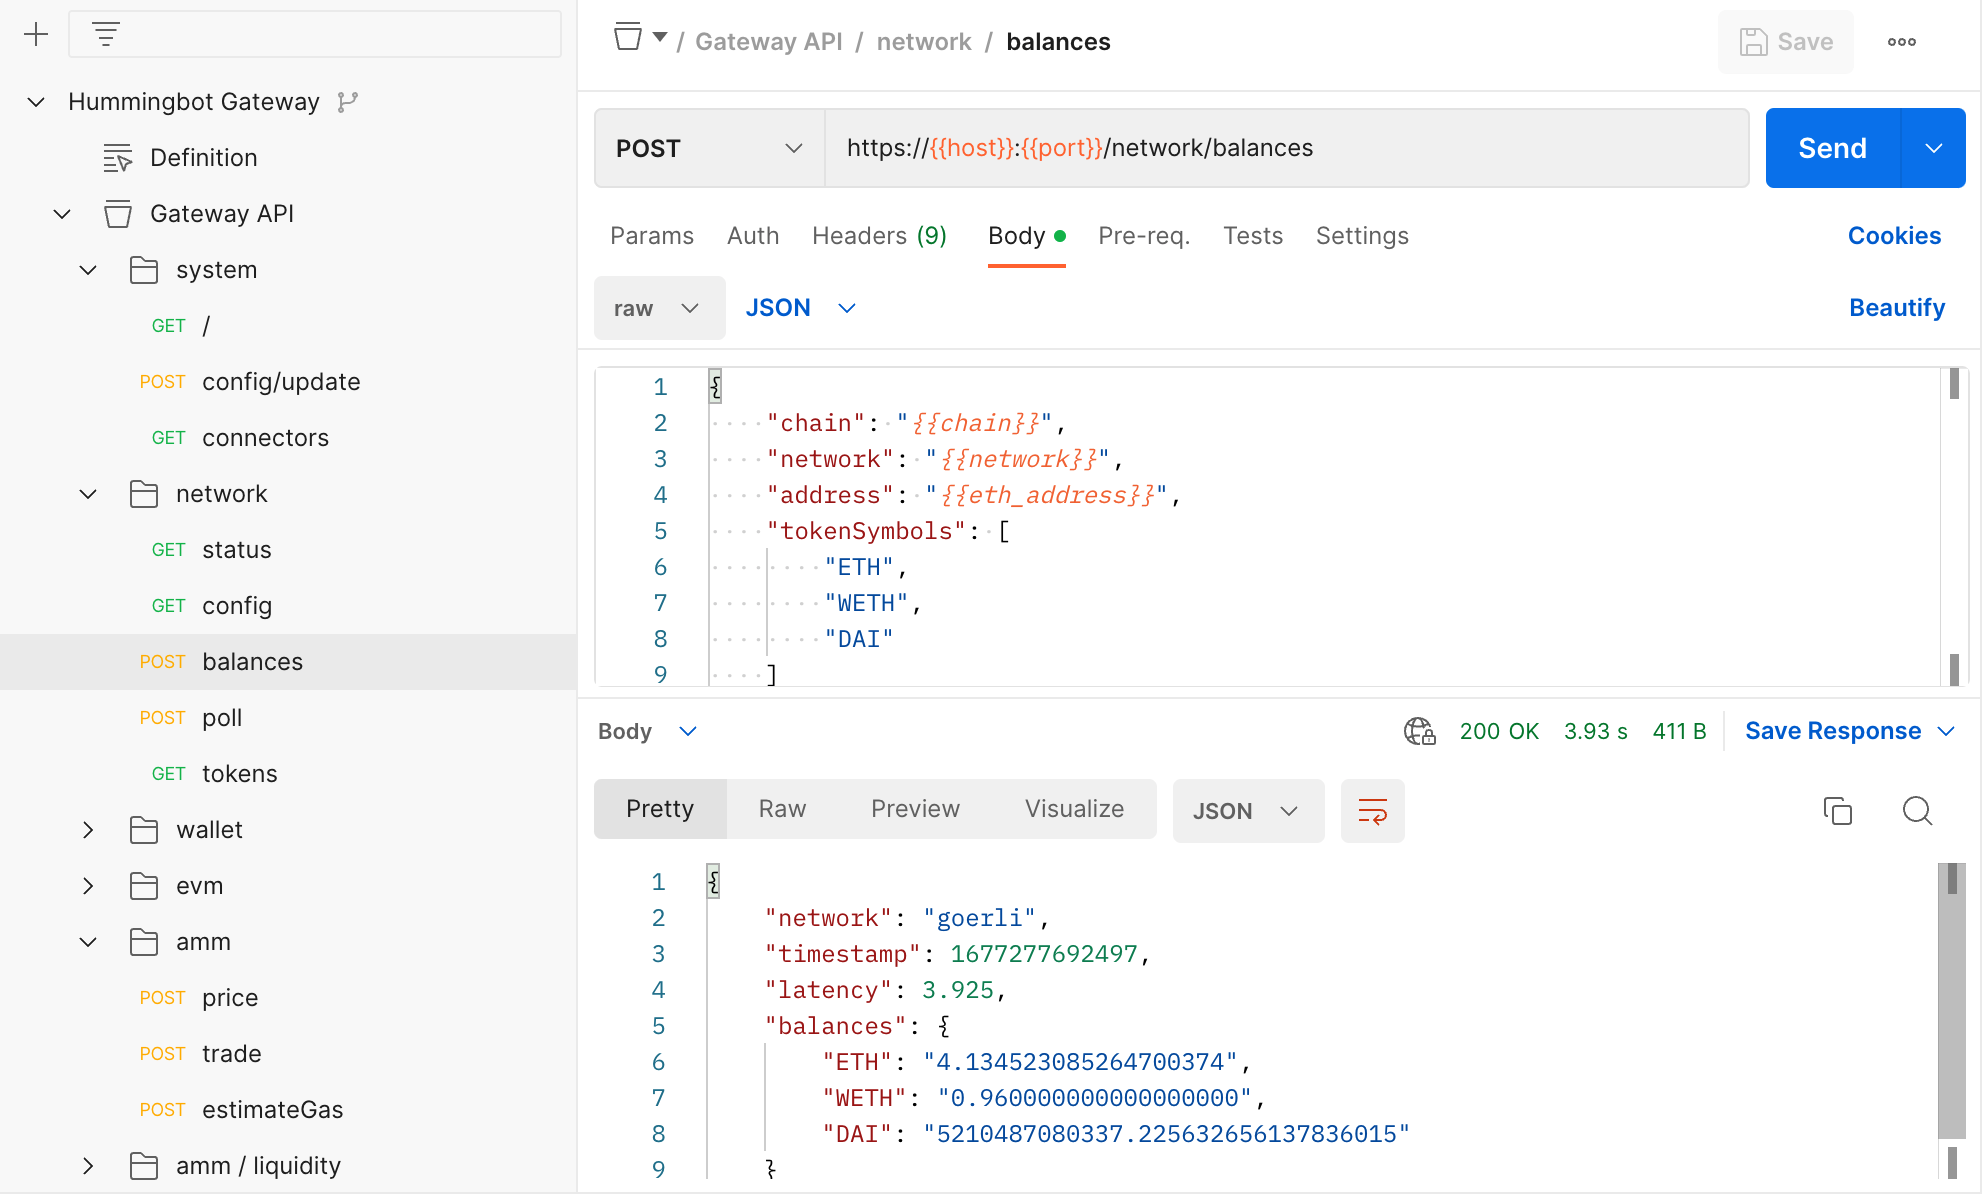 Hummingbot Gateway
Definition
Gateway API
system
GET /
POST config/update
GET connectors
network
GET status
GET config
POST balances
POST poll
GET tokens
wallet
evm
amm
POST price
POST trade
POST estimateGas
amm / liquidity
/ Gateway API / network / balances
Save
POST https://{{host}}:{{port}}/network/balances
Send
Params Auth Headers (9) Body Pre-req. Tests Settings Cookies
raw JSON Beautify
1 {
2 "chain": "{{chain}}",
3 "network": "{{network}}",
4 "address": "{{eth_address}}",
5 "tokenSymbols": [
6 "ETH",
7 "WETH",
8 "DAI"
9 ]
Body 200 OK 3.93 s 411 B Save Response
Pretty Raw Preview Visualize JSON
1 {
2 "network": "goerli",
3 "timestamp": 1677277692497,
4 "latency": 3.925,
5 "balances": {
6 "ETH": "4.134523085264700374",
7 "WETH": "0.960000000000000000",
8 "DAI": "5210487080337.225632656137836015"
9 }